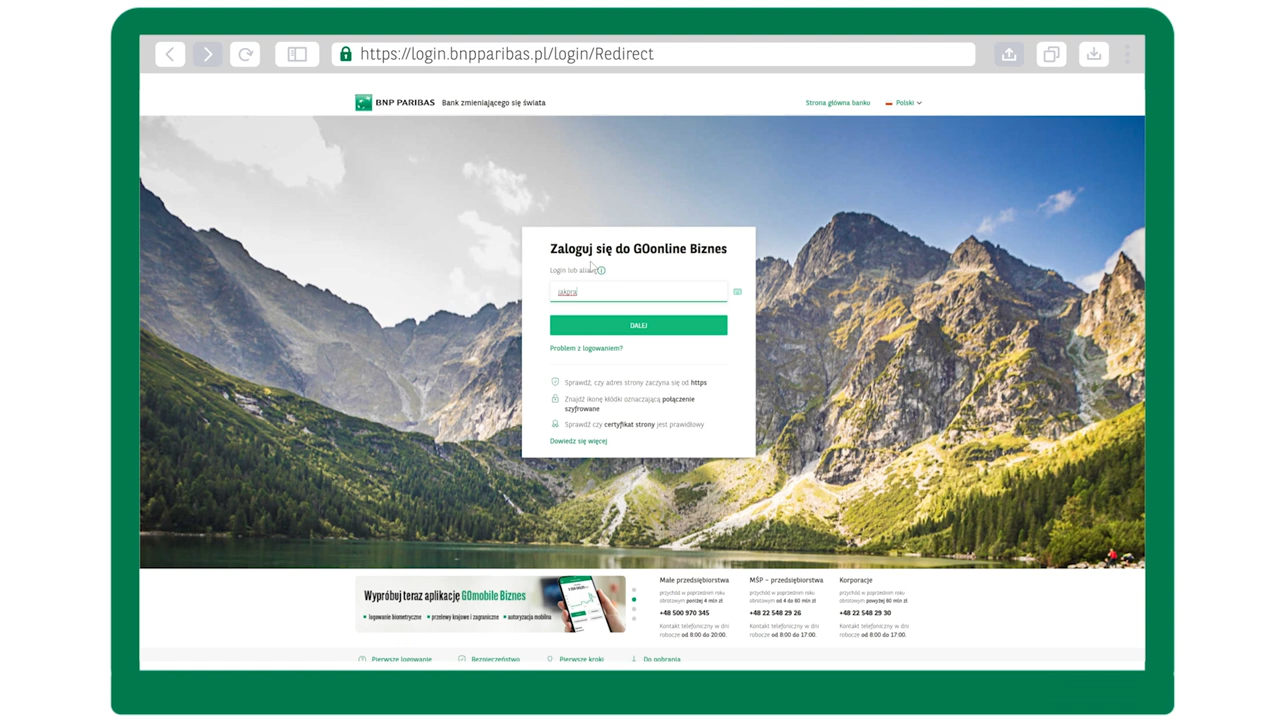 https://login.bnpparibas.pl/login/Redirect
BNP PARIBAS Bank zmieniającego się świata
Strona główna banku Polski
Zaloguj się do GOonline Biznes
Login lub alias
DALEJ
Problem z logowaniem?
Sprawdź, czy adres strony zaczyna się od https
Znajdź ikonę kłódki oznaczającą połączenie
szyfrowane
Sprawdź czy certyfikat strony jest prawidłowy
Dowiedz się więcej
Wypróbuj teraz aplikację GOmobile Biznes
logowanie biometryczne przelewy krajowe i zagraniczne autoryzacja mobilna
Małe przedsiębiorstwa
przychód w poprzednim roku
obrotowym poniżej 4 mln zł
+48 500 970 345
Kontakt telefoniczny w dni
robocze od 8:00 do 20:00.
MŚP – przedsiębiorstwa
przychód w poprzednim roku
obrotowym od 4 do 60 mln zł
+48 22 548 29 26
Kontakt telefoniczny w dni
robocze od 8:00 do 17:00.
Korporacje
przychód w poprzednim roku
obrotowym powyżej 80 mln zł
+48 22 548 29 30
Kontakt telefoniczny w dni
robocze od 8:00 do 17:00.
Pierwsze logowanie Bezpieczeństwo Pierwsze kroki Do pobrania